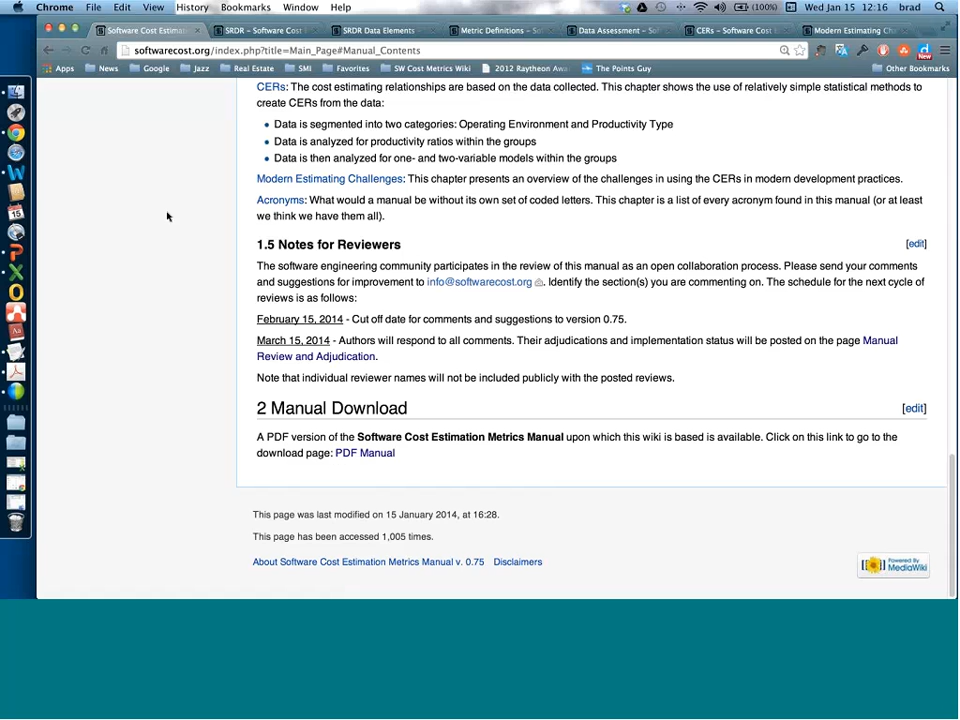 Chrome File Edit View History Bookmarks Window Help (100%) Wed Jan 15 12:16 brad
Software Cost Estima SRDR – Software Cost SRDR Data Elements - Metric Definitions – So Data Assessment – Sof CERs – Software Cost Modern Estimating Cha
softwarecost.org/index.php?title=Main_Page#Manual_Contents
Apps News Google Jazz Real Estate SMI Favorites SW Cost Metrics Wiki 2012 Raytheon Awa The Points Guy Other Bookmarks
CERs: The cost estimating relationships are based on the data collected. This chapter shows the use of relatively simple statistical methods to
create CERs from the data:
• Data is segmented into two categories: Operating Environment and Productivity Type
• Data is analyzed for productivity ratios within the groups
• Data is then analyzed for one- and two-variable models within the groups
Modern Estimating Challenges: This chapter presents an overview of the challenges in using the CERs in modern development practices.
Acronyms: What would a manual be without its own set of coded letters. This chapter is a list of every acronym found in this manual (or at least
we think we have them all).
1.5 Notes for Reviewers [edit]
The software engineering community participates in the review of this manual as an open collaboration process. Please send your comments
and suggestions for improvement to info@softwarecost.org. Identify the section(s) you are commenting on. The schedule for the next cycle of
reviews is as follows:
February 15, 2014 - Cut off date for comments and suggestions to version 0.75.
March 15, 2014 - Authors will respond to all comments. Their adjudications and implementation status will be posted on the page Manual
Review and Adjudication.
Note that individual reviewer names will not be included publicly with the posted reviews.
2 Manual Download [edit]
A PDF version of the Software Cost Estimation Metrics Manual upon which this wiki is based is available. Click on this link to go to the
download page: PDF Manual
This page was last modified on 15 January 2014, at 16:28.
This page has been accessed 1,005 times.
About Software Cost Estimation Metrics Manual v. 0.75 Disclaimers
Powered By
MediaWiki